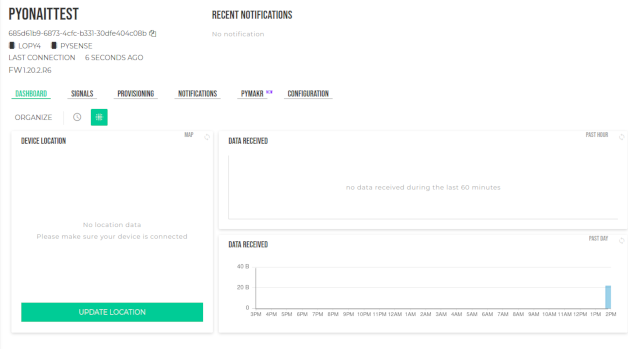 PYONAITTEST
685d61b9-6873-4cfc-b331-30dfe404c08b
LOPY4 PYSENSE
LAST CONNECTION 6 SECONDS AGO
FW1.20.2.R6
RECENT NOTIFICATIONS
No notification
DASHBOARD SIGNALS PROVISIONING NOTIFICATIONS PYMAKR NEW CONFIGURATION
ORGANIZE
DEVICE LOCATION MAP
No location data
Please make sure your device is connected
UPDATE LOCATION
DATA RECEIVED PAST HOUR
no data received during the last 60 minutes
DATA RECEIVED PAST DAY
40 B
20 B
0
3PM 4PM 5PM 6PM 7PM 8PM 9PM 10PM 11PM 12AM 1AM 2AM 3AM 4AM 5AM 6AM 7AM 8AM 9AM 10AM 11AM 12PM 1PM 2PM